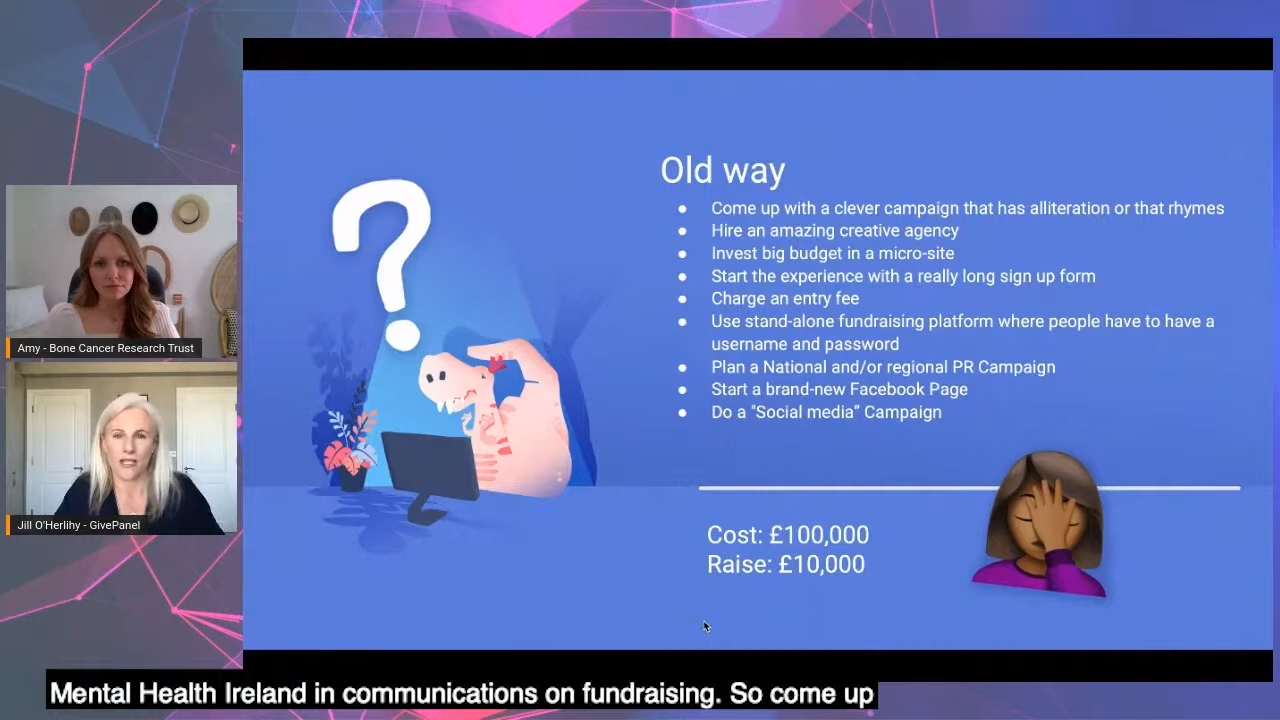 Old way
● Come up with a clever campaign that has alliteration or that rhymes
● Hire an amazing creative agency
● Invest big budget in a micro-site
● Start the experience with a really long sign up form
● Charge an entry fee
● Use stand-alone fundraising platform where people have to have a
username and password
● Plan a National and/or regional PR Campaign
● Start a brand-new Facebook Page
● Do a "Social media” Campaign
Cost: £100,000
Raise: £10,000
Amy - Bone Cancer Research Trust
Jill O'Herlihy - GivePanel
Mental Health Ireland in communications on fundraising. So come up